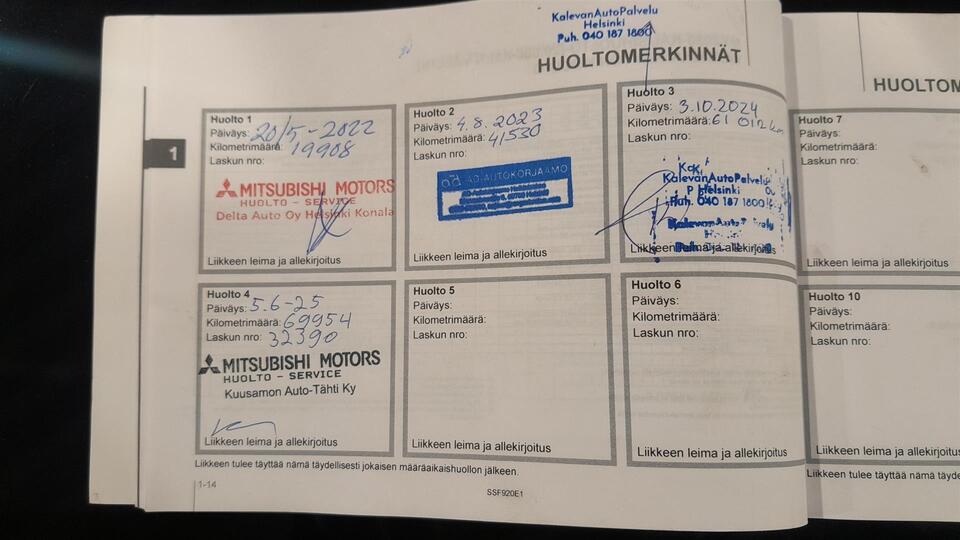 KalevanAutoPalvelu
Helsinki
Puh. 040 187 1800
HUOLTOMERKINNÄT
HUOLTOM
1
Huolto 1
Päiväys: 20/5-2022
Kilometrimäärä: 19908
Laskun nro:
MITSUBISHI MOTORS
HUOLTO - SERVICE
Delta Auto Oy Helsinki Konala
Liikkeen leima ja allekirjoitus
Huolto 2
Päiväys: 4.8.2023
Kilometrimäärä: 41530
Laskun nro:
AD-AUTOKORJAAMO
Liikkeen leima ja allekirjoitus
Huolto 3
Päiväys: 3.10.2024
Kilometrimäärä: 61 012 km
Laskun nro:
KalevanAutoPalvelu
Helsinki
Puh. 040 187 1800
KalevanAutoPalvelu
Liikkeen leima ja allekirjoitus
Huolto 7
Päiväys:
Kilometrimäärä:
Laskun nro:
Liikkeen leima ja allekirjoitus
Huolto 4
Päiväys: 5.6-25
Kilometrimäärä: 69954
Laskun nro: 32390
MITSUBISHI MOTORS
HUOLTO - SERVICE
Kuusamon Auto-Tähti Ky
Liikkeen leima ja allekirjoitus
Huolto 5
Päiväys:
Kilometrimäärä:
Laskun nro:
Liikkeen leima ja allekirjoitus
Huolto 6
Päiväys:
Kilometrimäärä:
Laskun nro:
Liikkeen leima ja allekirjoitus
Huolto 10
Päiväys:
Kilometrimäärä:
Laskun nro:
Liikkeen leima ja allekirjoitus
Liikkeen tulee täyttää nämä täydellisesti jokaisen määräaikaishuollon jälkeen.
Liikkeen tulee täyttää nämä täyde
1-14
SSF920E1